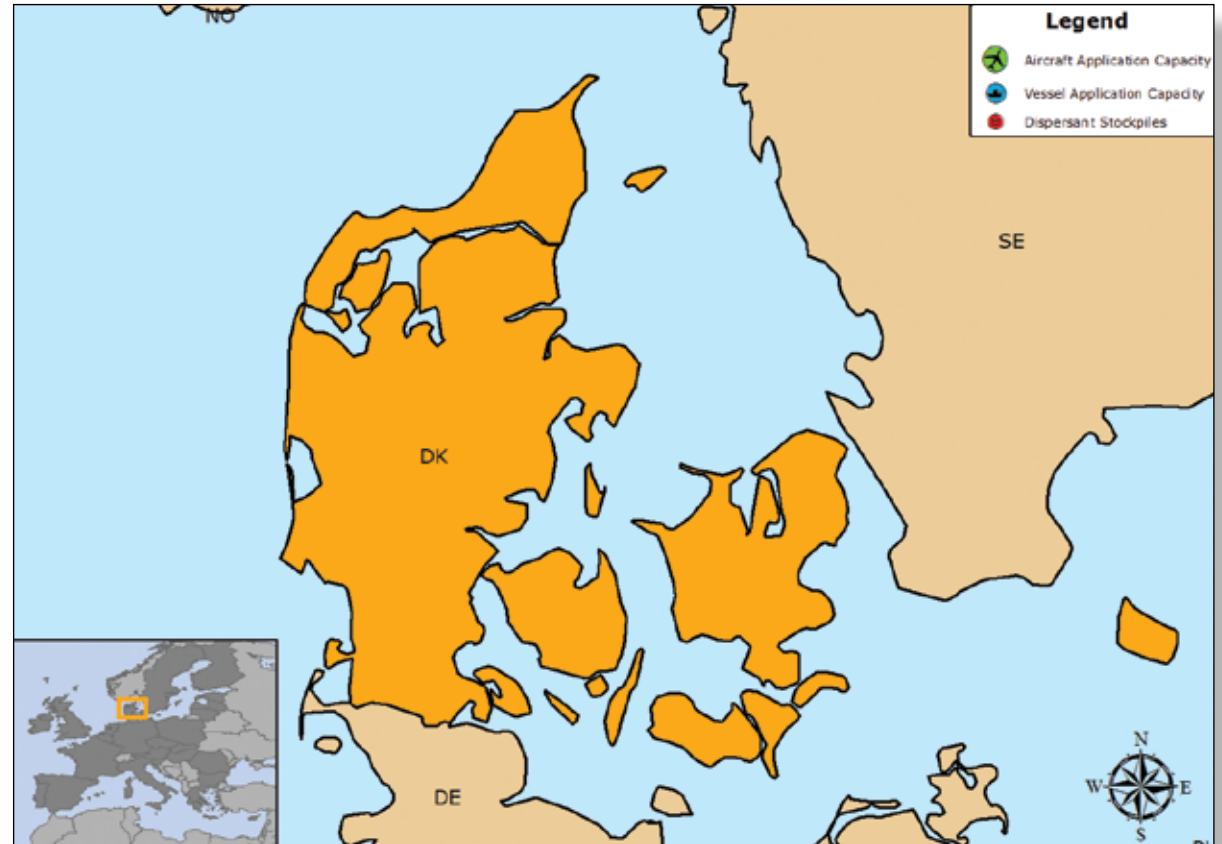 NO
Legend
Aircraft Application Capacity
Vessel Application Capacity
Dispersant Stockpiles
SE
DK
DE
N
W E
S